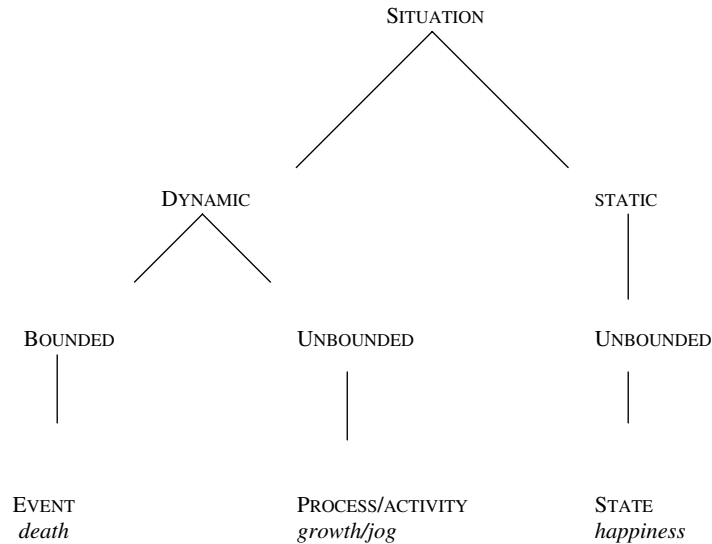 SITUATION
DYNAMIC STATIC
BOUNDED UNBOUNDED UNBOUNDED
EVENT PROCESS/ACTIVITY STATE
death growth/jog happiness